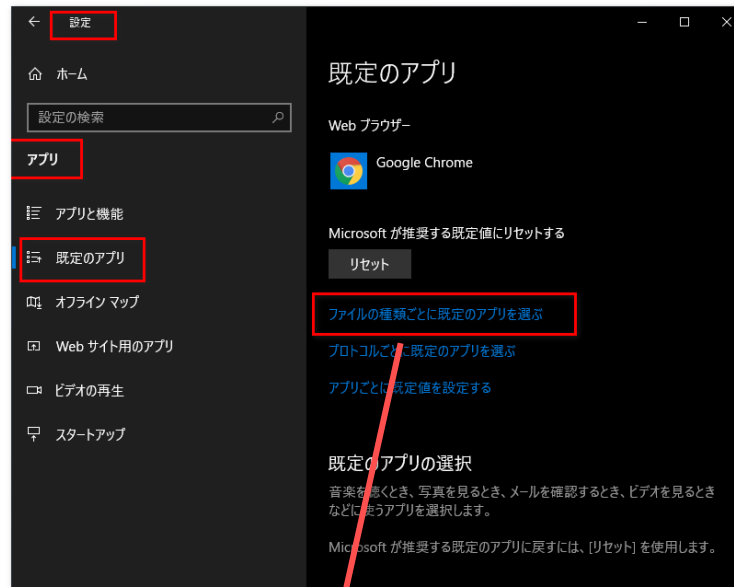 設定
ホーム
設定の検索
アプリ
アプリと機能
既定のアプリ
オフライン マップ
Web サイト用のアプリ
ビデオの再生
スタートアップ
既定のアプリ
Web ブラウザー
Google Chrome
Microsoft が推奨する既定値にリセットする
リセット
ファイルの種類ごとに既定のアプリを選ぶ
プロトコルごとに既定のアプリを選ぶ
アプリごとに既定値を設定する
既定のアプリの選択
音楽を聴くとき、写真を見るとき、メールを確認するとき、ビデオを見るとき
などに使うアプリを選択します。
Microsoft が推奨する既定のアプリに戻すには、[リセット] を使用します。